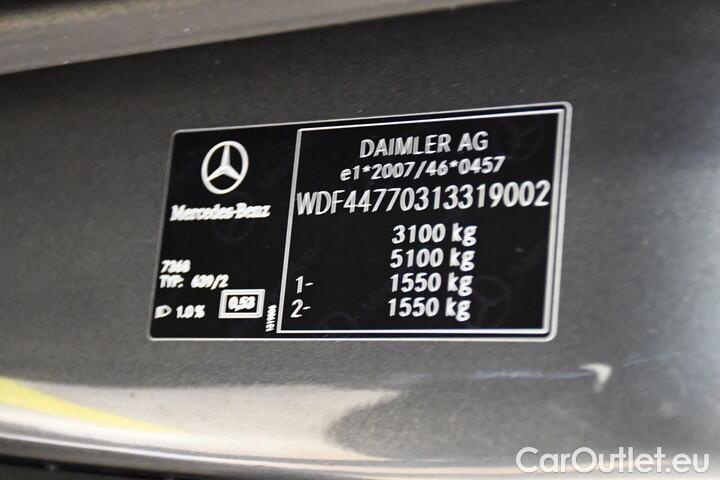 Mercedes-Benz
7368
TYP: 639/2
1.0 %
0,53
DAIMLER AG
e1*2007/46*0457
WDF44770313319002
3100 kg
5100 kg
1- 1550 kg
2- 1550 kg
CarOutlet.eu